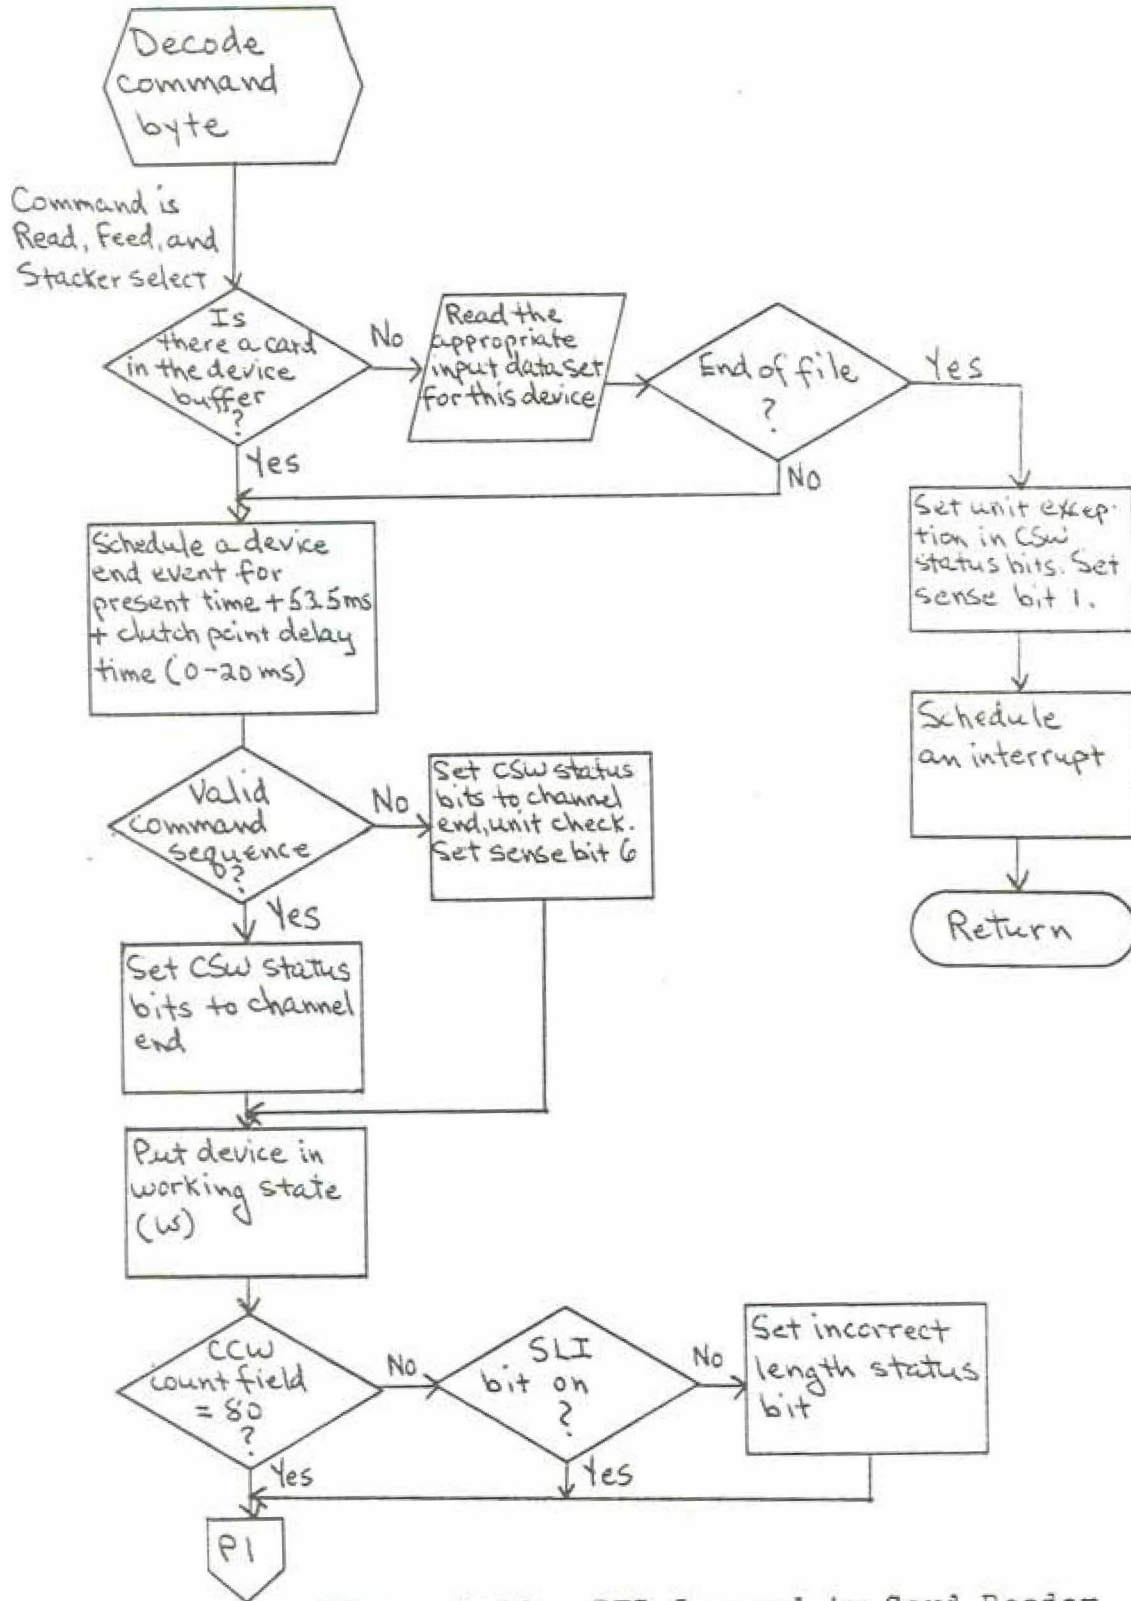 Decode
command
byte
Command is
Read, Feed, and
Stacker select
Is
there a card
in the device
buffer
?
No
Read the
appropriate
input data set
for this device
End of file
?
Yes
Yes
No
Set unit excep-
tion in CSW
status bits. Set
sense bit 1.
Schedule a device
end event for
present time + 53.5ms
+ clutch point delay
time (0-20 ms)
Schedule
an interrupt
Valid
command
sequence
?
No
Set CSW status
bits to channel
end, unit check.
Set sense bit 6
Return
Yes
Set CSW status
bits to channel
end
Put device in
working state
(W)
CCW
count field
= 80
?
No
SLI
bit on
?
No
Set incorrect
length status
bit
Yes
Yes
P1
RFS Command to Card Reader